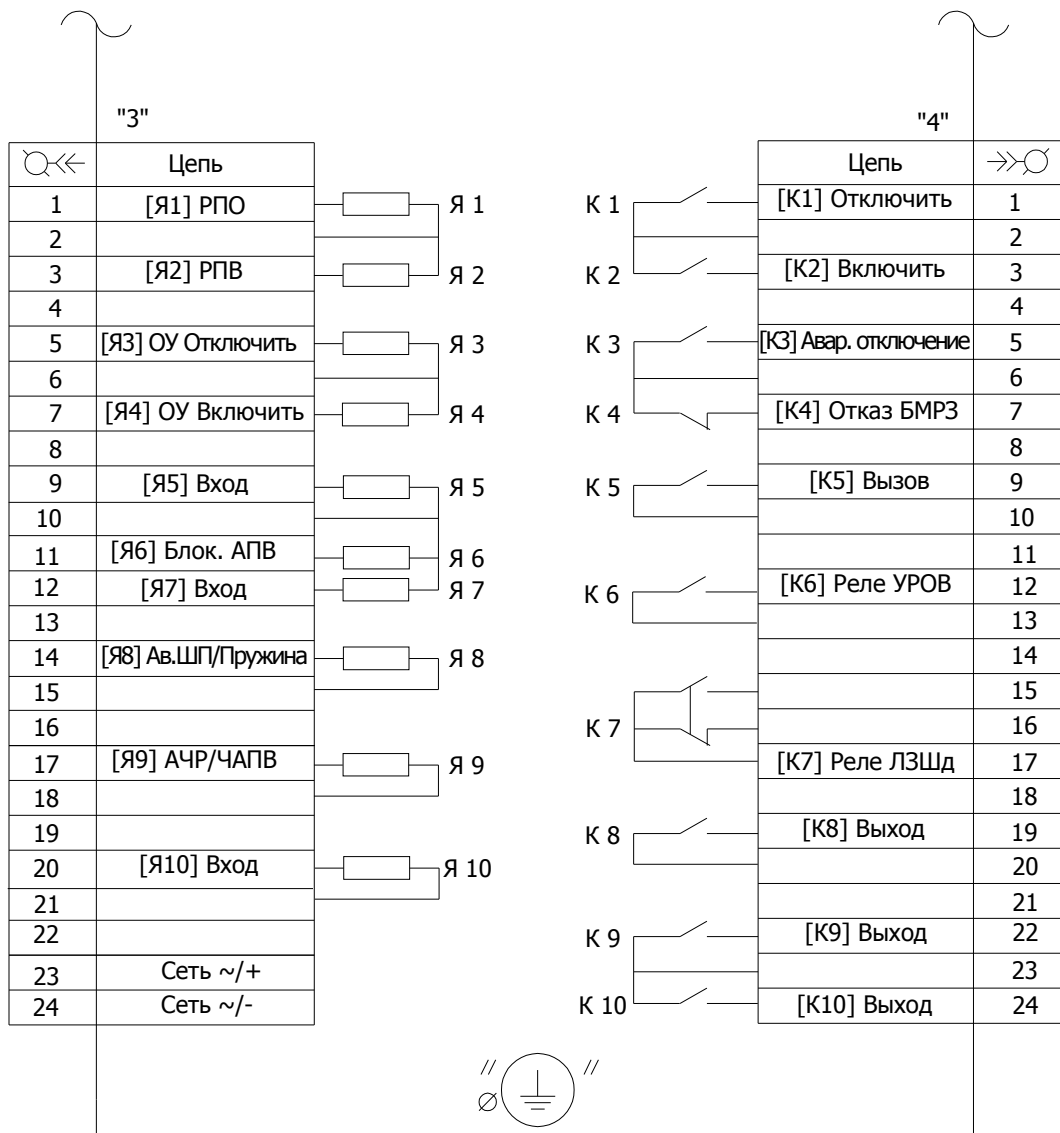 "3"
Цепь
1 [Я1] РПО Я 1
2
3 [Я2] РПВ Я 2
4
5 [Я3] ОУ Отключить Я 3
6
7 [Я4] ОУ Включить Я 4
8
9 [Я5] Вход Я 5
10
11 [Я6] Блок. АПВ Я 6
12 [Я7] Вход Я 7
13
14 [Я8] Ав.ШП/Пружина Я 8
15
16
17 [Я9] АЧР/ЧАПВ Я 9
18
19
20 [Я10] Вход Я 10
21
22
23 Сеть ~/+
24 Сеть ~/-
"4"
Цепь
К 1 [К1] Отключить 1
2
К 2 [К2] Включить 3
4
К 3 [К3] Авар. отключение 5
6
К 4 [К4] Отказ БМРЗ 7
8
К 5 [К5] Вызов 9
10
11
К 6 [К6] Реле УРОВ 12
13
14
15
К 7 16
[К7] Реле ЛЗШд 17
18
К 8 [К8] Выход 19
20
21
К 9 [К9] Выход 22
23
К 10 [К10] Выход 24